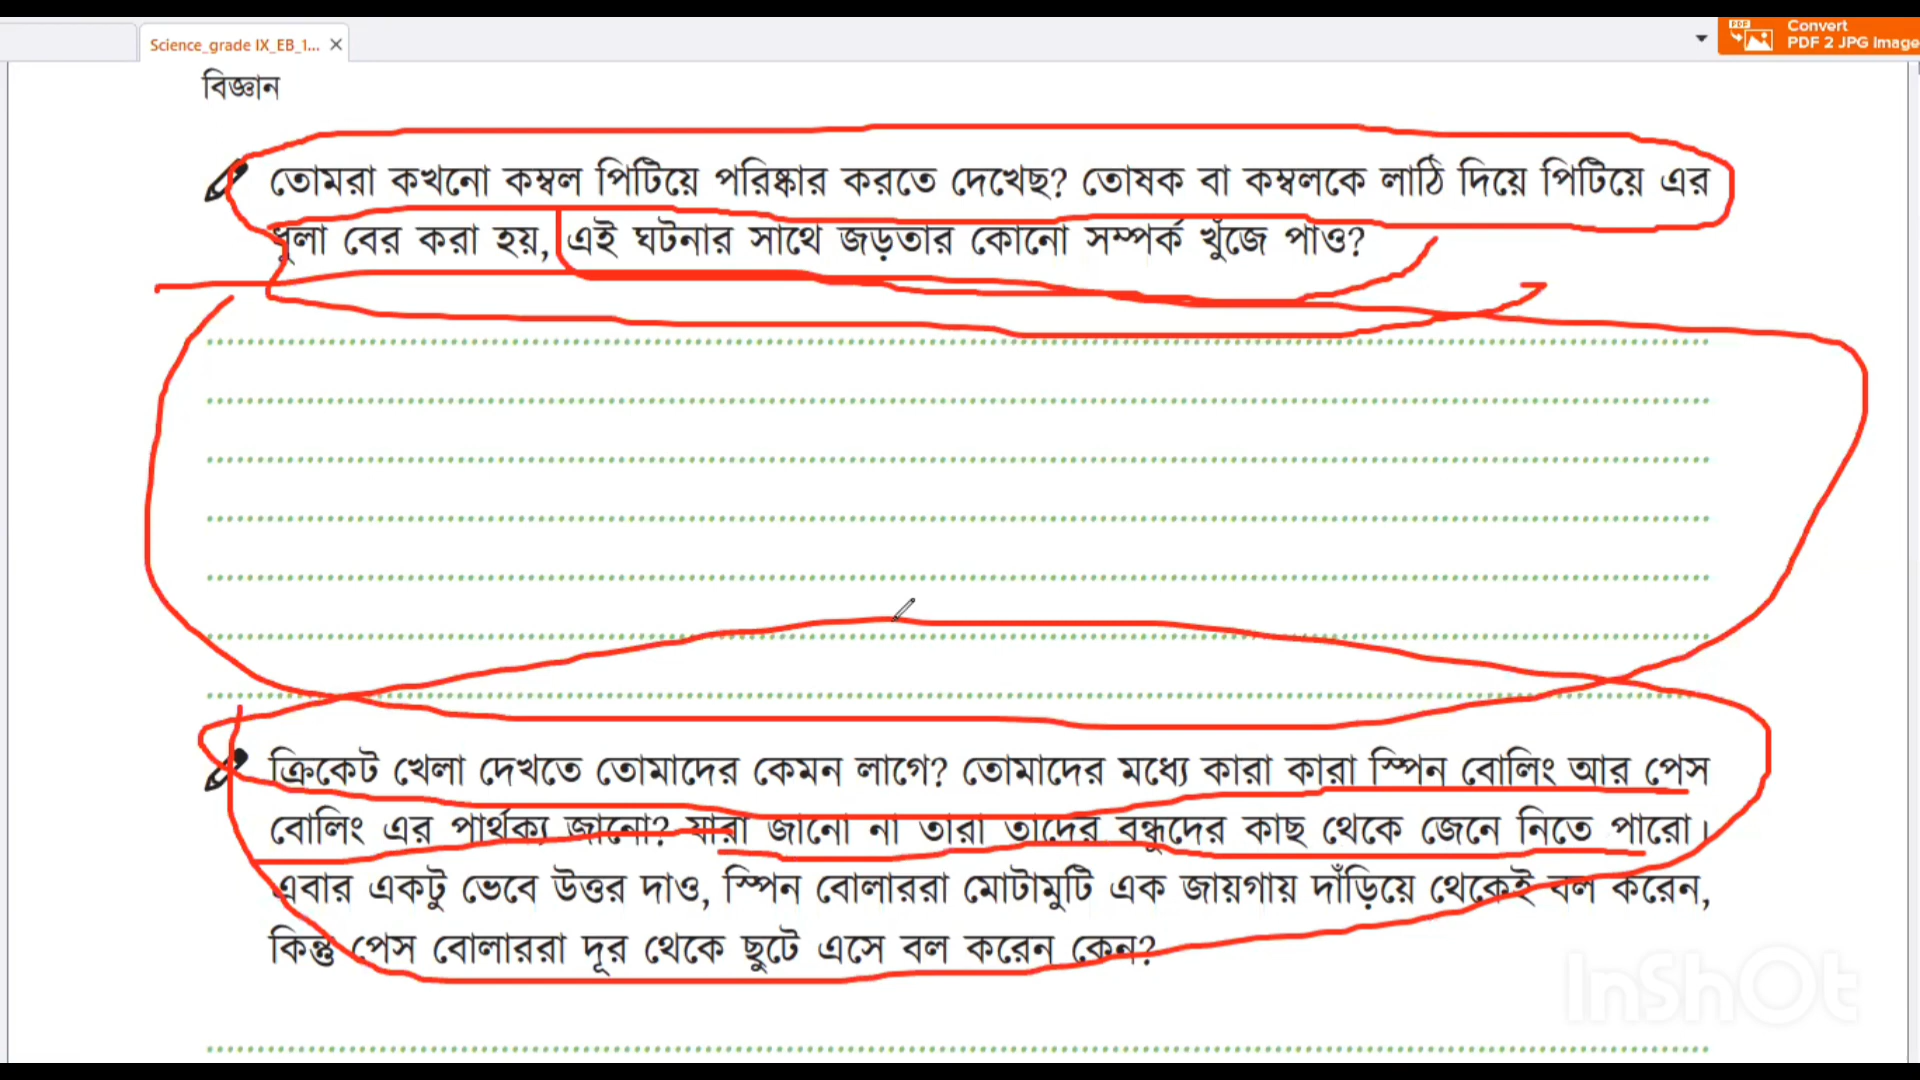 Science_grade IX_EB_1...
Convert
PDF 2 JPG Image
PDF
বিজ্ঞান
তোমরা কখনো কম্বল পিটিয়ে পরিষ্কার করতে দেখেছ? তোষক বা কম্বলকে লাঠি দিয়ে পিটিয়ে এর
ধুলা বের করা হয়, এই ঘটনার সাথে জড়তার কোনো সম্পর্ক খুঁজে পাও?
ক্রিকেট খেলা দেখতে তোমাদের কেমন লাগে? তোমাদের মধ্যে কারা কারা স্পিন বোলিং আর পেস
বোলিং এর পার্থক্য জানো? যারা জানো না তারা তাদের বন্ধুদের কাছ থেকে জেনে নিতে পারো।
এবার একটু ভেবে উত্তর দাও, স্পিন বোলাররা মোটামুটি এক জায়গায় দাঁড়িয়ে থেকেই বল করেন,
কিন্তু পেস বোলাররা দূর থেকে ছুটে এসে বল করেন কেন?
InShOt